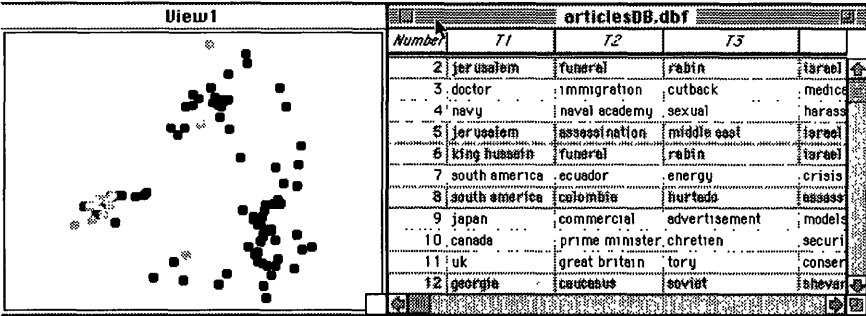 View1
articlesDB.dbf
Number T1 T2 T3
2 jerusalem funeral rabin israel
3 doctor immigration cutback medica
4 navy naval academy sexual harass
5 jerusalem assassination middle east israel
6 king hussein funeral rabin israel
7 south america ecuador energy crisis
8 south america colombia hurtado assass
9 japan commercial advertisement models
10 canada prime minister chretien securi
11 uk great britain tory conser
12 georgia caucasus soviet shevar